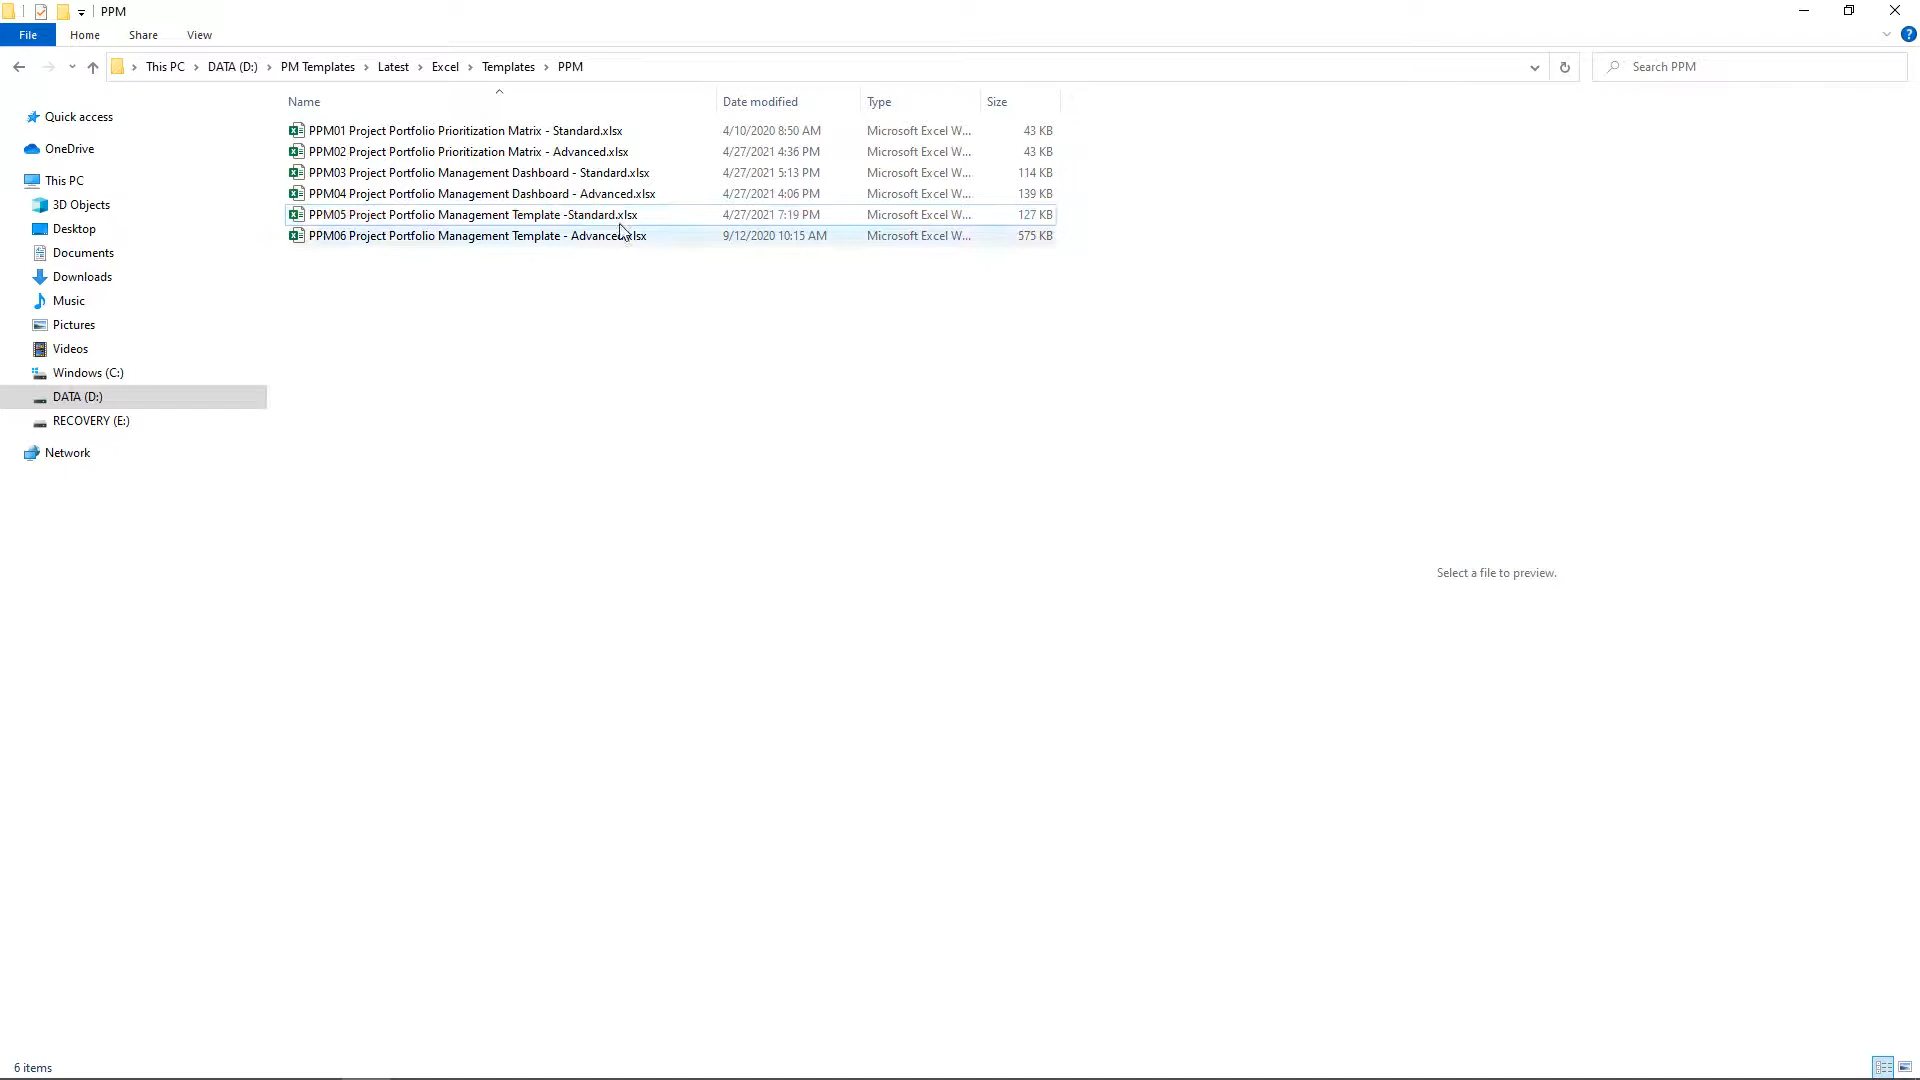 PPM
File Home Share View
This PC DATA (D:) PM Templates Latest Excel Templates PPM
Search PPM
Quick access
OneDrive
This PC
3D Objects
Desktop
Documents
Downloads
Music
Pictures
Videos
Windows (C:)
DATA (D:)
RECOVERY (E:)
Network
Name Date modified Type Size
PPM01 Project Portfolio Prioritization Matrix - Standard.xlsx 4/10/2020 8:50 AM Microsoft Excel W... 43 KB
PPM02 Project Portfolio Prioritization Matrix - Advanced.xlsx 4/27/2021 4:36 PM Microsoft Excel W... 43 KB
PPM03 Project Portfolio Management Dashboard - Standard.xlsx 4/27/2021 5:13 PM Microsoft Excel W... 114 KB
PPM04 Project Portfolio Management Dashboard - Advanced.xlsx 4/27/2021 4:06 PM Microsoft Excel W... 139 KB
PPM05 Project Portfolio Management Template -Standard.xlsx 4/27/2021 7:19 PM Microsoft Excel W... 127 KB
PPM06 Project Portfolio Management Template - Advanced.xlsx 9/12/2020 10:15 AM Microsoft Excel W... 575 KB
Select a file to preview.
6 items